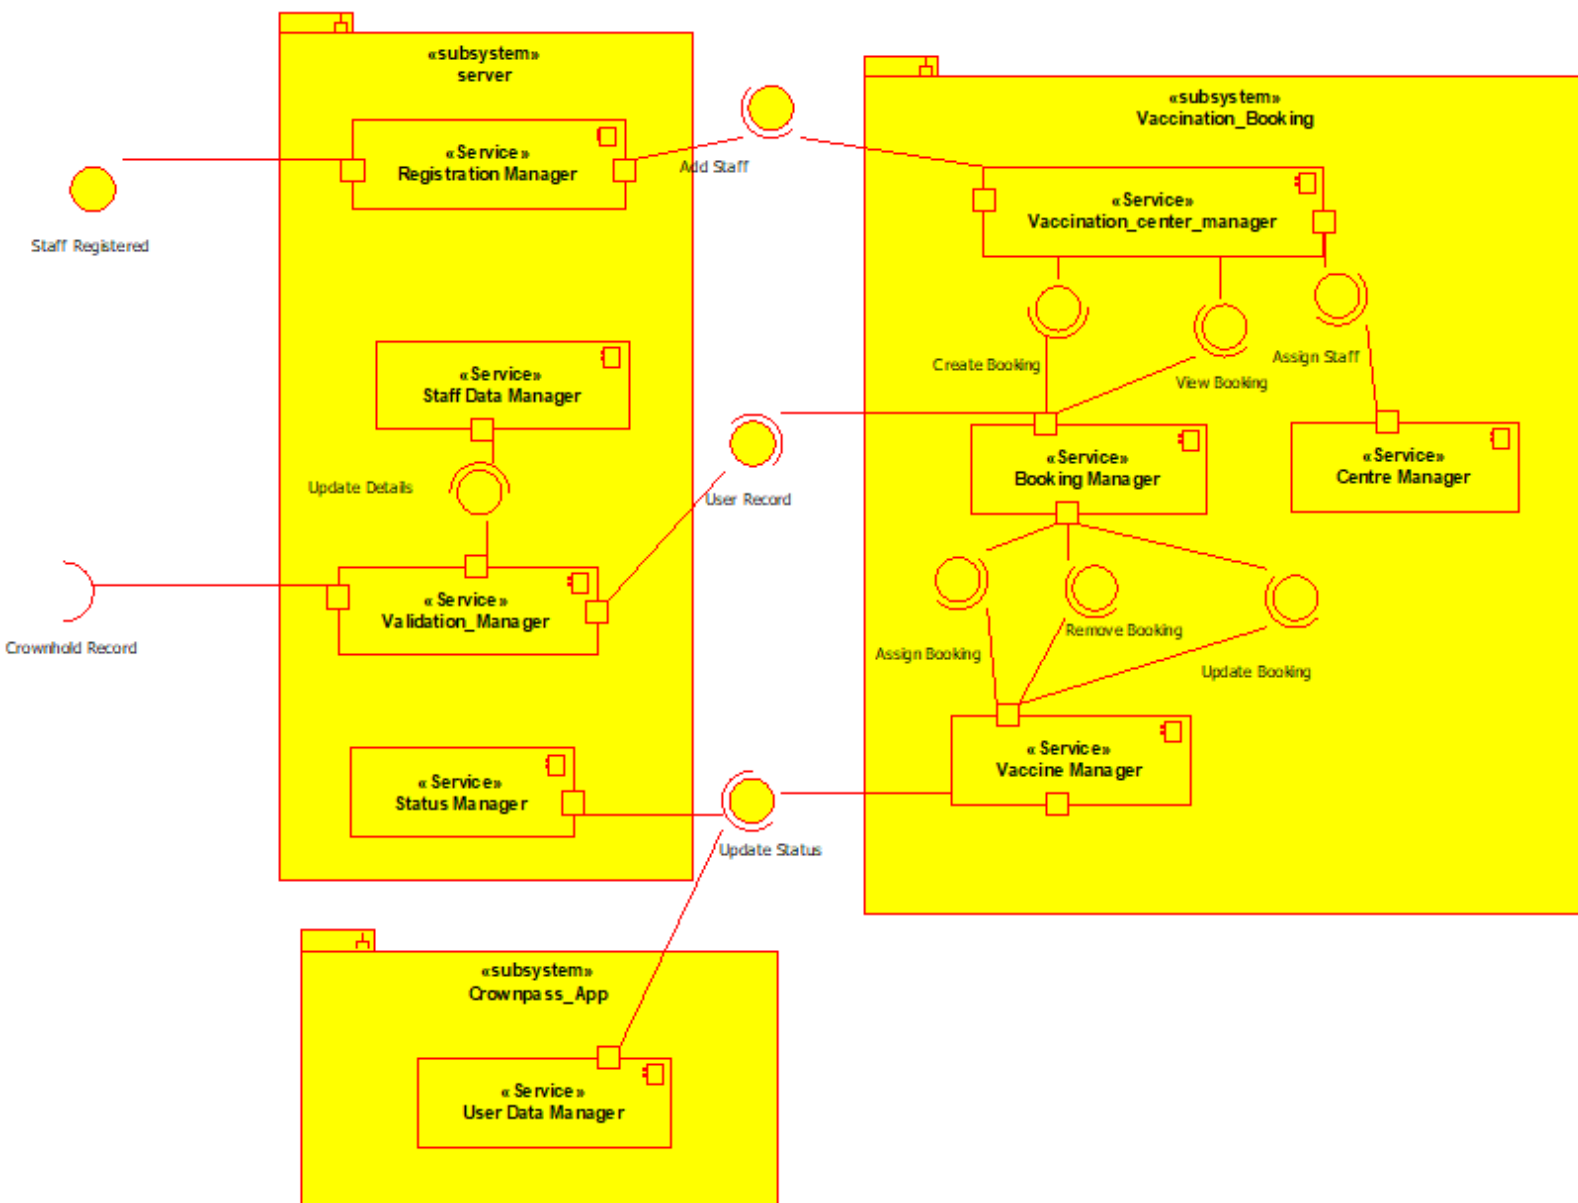 «subsystem»
server
«Service»
Registration Manager
Staff Registered
Add Staff
«Service»
Staff Data Manager
Update Details
User Record
«Service»
Validation_Manager
Crownhold Record
«Service»
Status Manager
Update Status
«subsystem»
Vaccination_Booking
«Service»
Vaccination_center_manager
Create Booking
View Booking
Assign Staff
«Service»
Booking Manager
«Service»
Centre Manager
Assign Booking
Remove Booking
Update Booking
«Service»
Vaccine Manager
«subsystem»
Crownpass_App
«Service»
User Data Manager